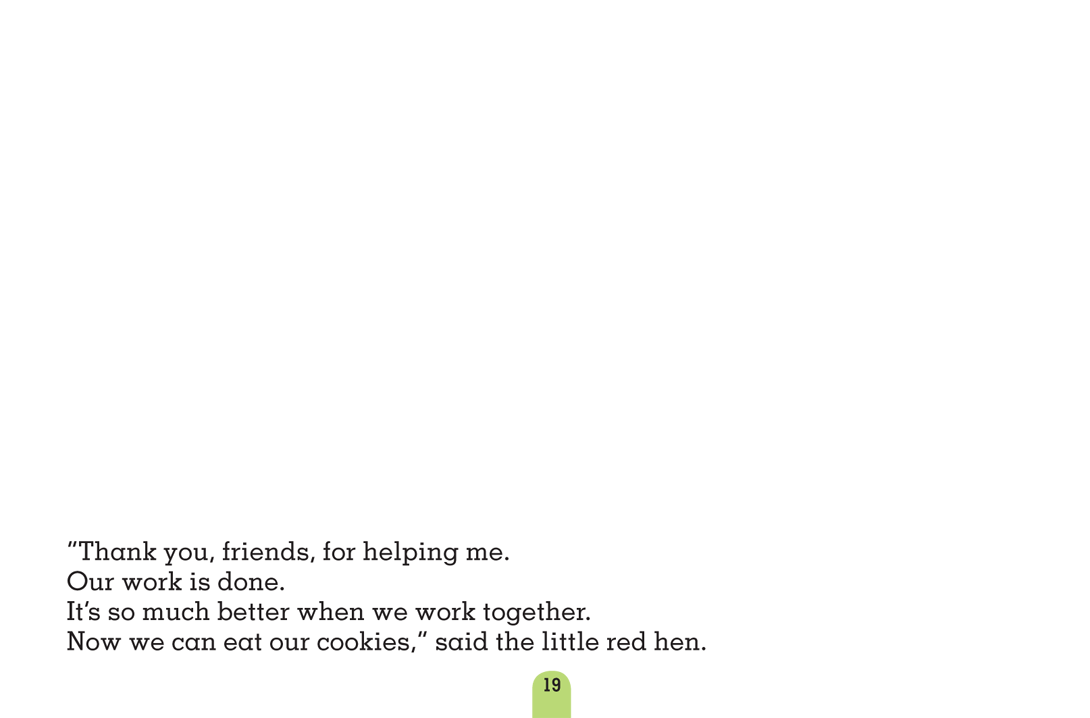 "Thank you, friends, for helping me.
Our work is done.
It's so much better when we work together.
Now we can eat our cookies," said the little red hen.
19